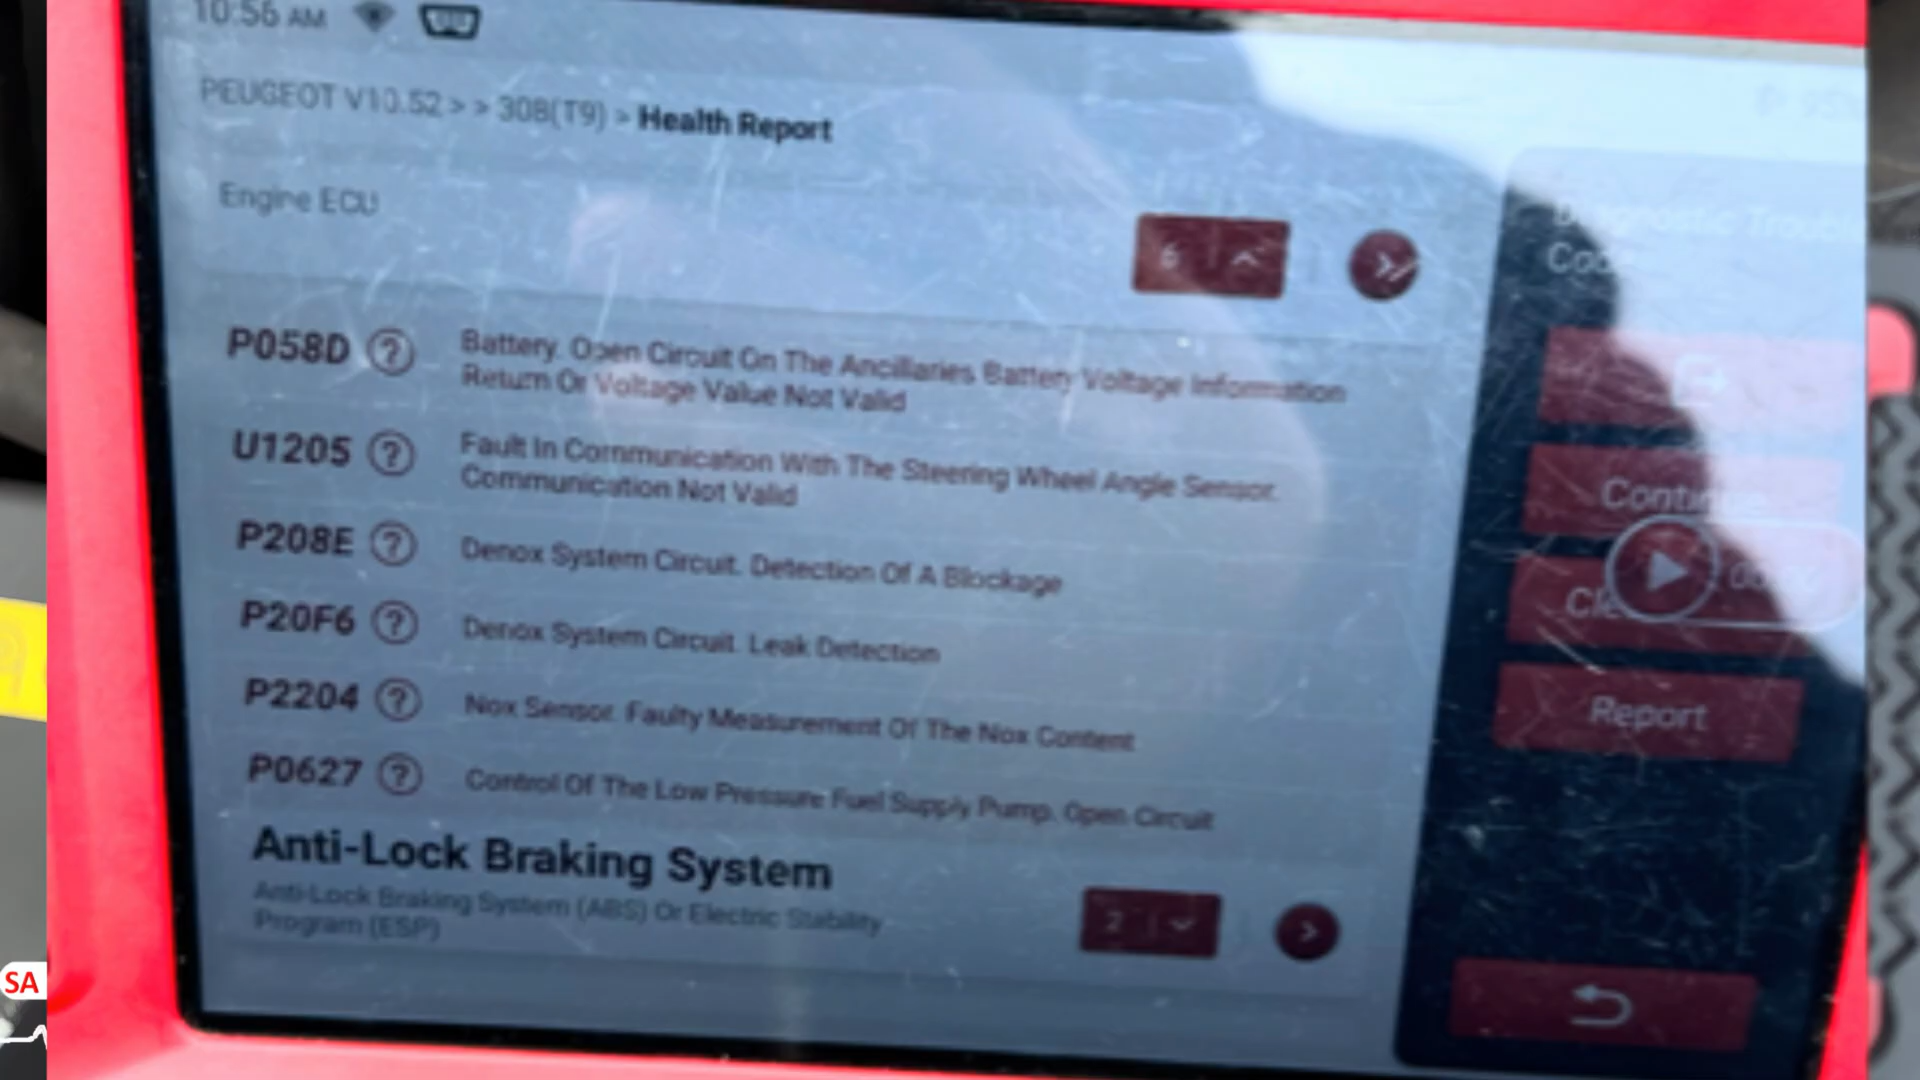 10:56 AM
PEUGEOT V10.52 > > 308(T9) > Health Report
Engine ECU
6
P058D ? Battery. Open Circuit On The Ancillaries Battery Voltage Information
Return Or Voltage Value Not Valid
U1205 ? Fault In Communication With The Steering Wheel Angle Sensor.
Communication Not Valid
P208E ? Denox System Circuit. Detection Of A Blockage
P20F6 ? Denox System Circuit. Leak Detection
P2204 ? Nox Sensor. Faulty Measurement Of The Nox Content
P0627 ? Control Of The Low Pressure Fuel Supply Pump. Open Circuit
Anti-Lock Braking System
Anti-Lock Braking System (ABS) Or Electric Stability
Program (ESP)
2
Diagnostic
Report
SA